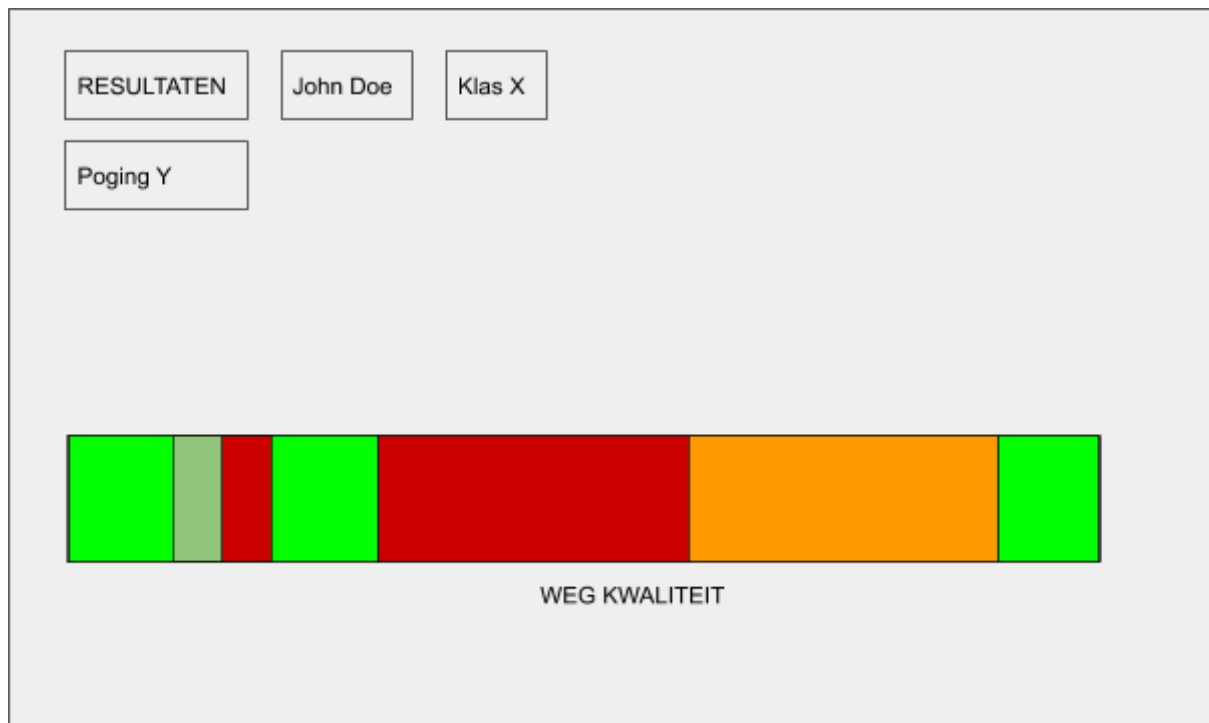 RESULTATEN
John Doe
Klas X
Poging Y
WEG KWALITEIT